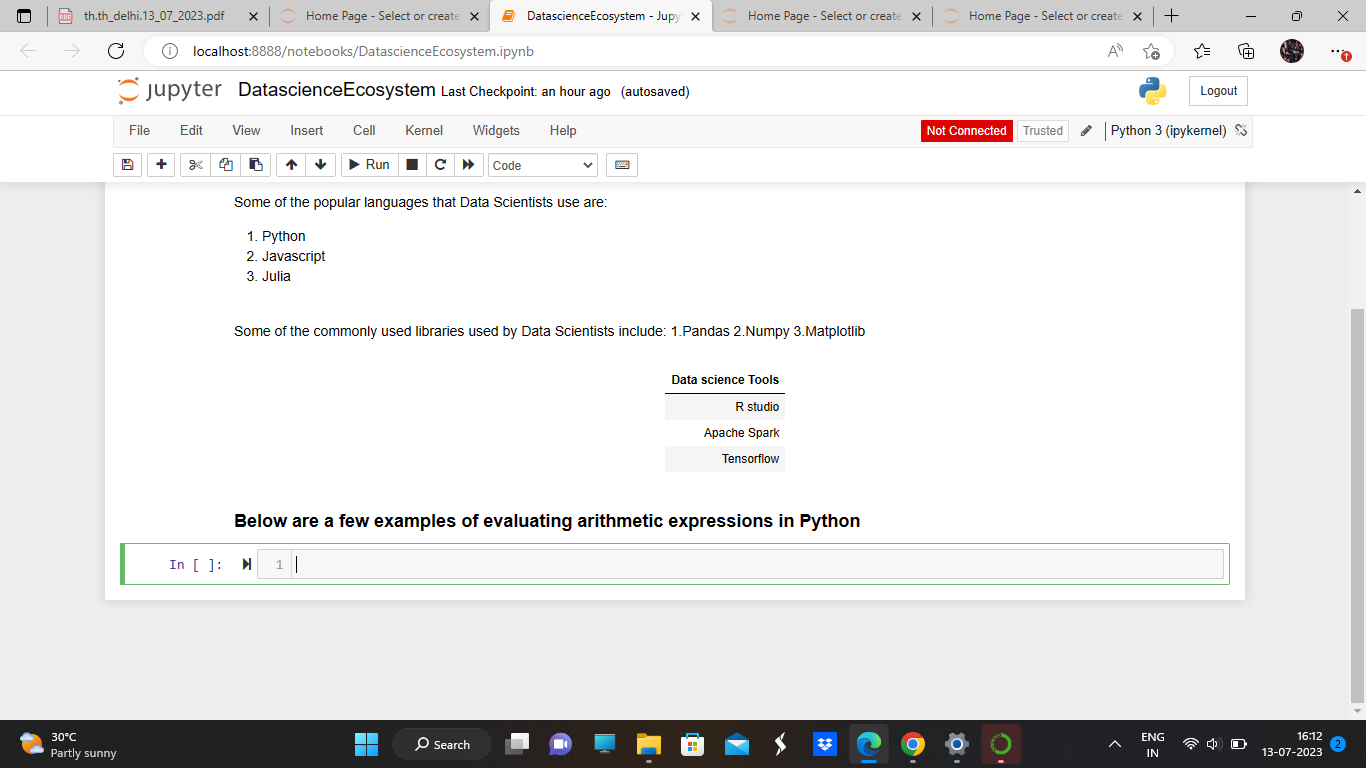 th.th_delhi.13_07_2023.pdf
Home Page - Select or create
DatascienceEcosystem - Jupy
Home Page - Select or create
Home Page - Select or create
localhost:8888/notebooks/DatascienceEcosystem.ipynb
jupyter DatascienceEcosystem Last Checkpoint: an hour ago (autosaved)
Logout
File Edit View Insert Cell Kernel Widgets Help
Not Connected Trusted Python 3 (ipykernel)
Run Code
Some of the popular languages that Data Scientists use are:
1. Python
2. Javascript
3. Julia
Some of the commonly used libraries used by Data Scientists include: 1.Pandas 2.Numpy 3.Matplotlib
Data science Tools
R studio
Apache Spark
Tensorflow
Below are a few examples of evaluating arithmetic expressions in Python
In [ ]: 1
30°C
Partly sunny
Search
ENG
IN
16:12
13-07-2023
2